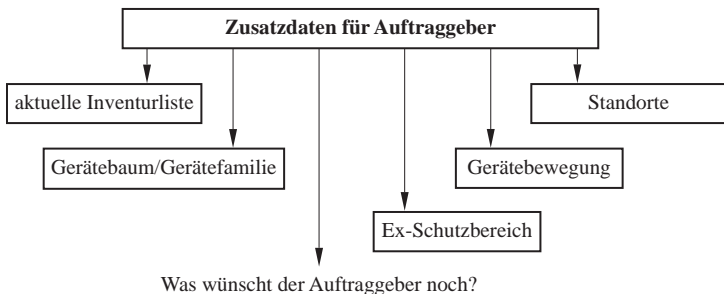 Zusatzdaten für Auftraggeber
aktuelle Inventurliste
Standorte
Gerätebaum/Gerätefamilie
Gerätebewegung
Ex-Schutzbereich
Was wünscht der Auftraggeber noch?